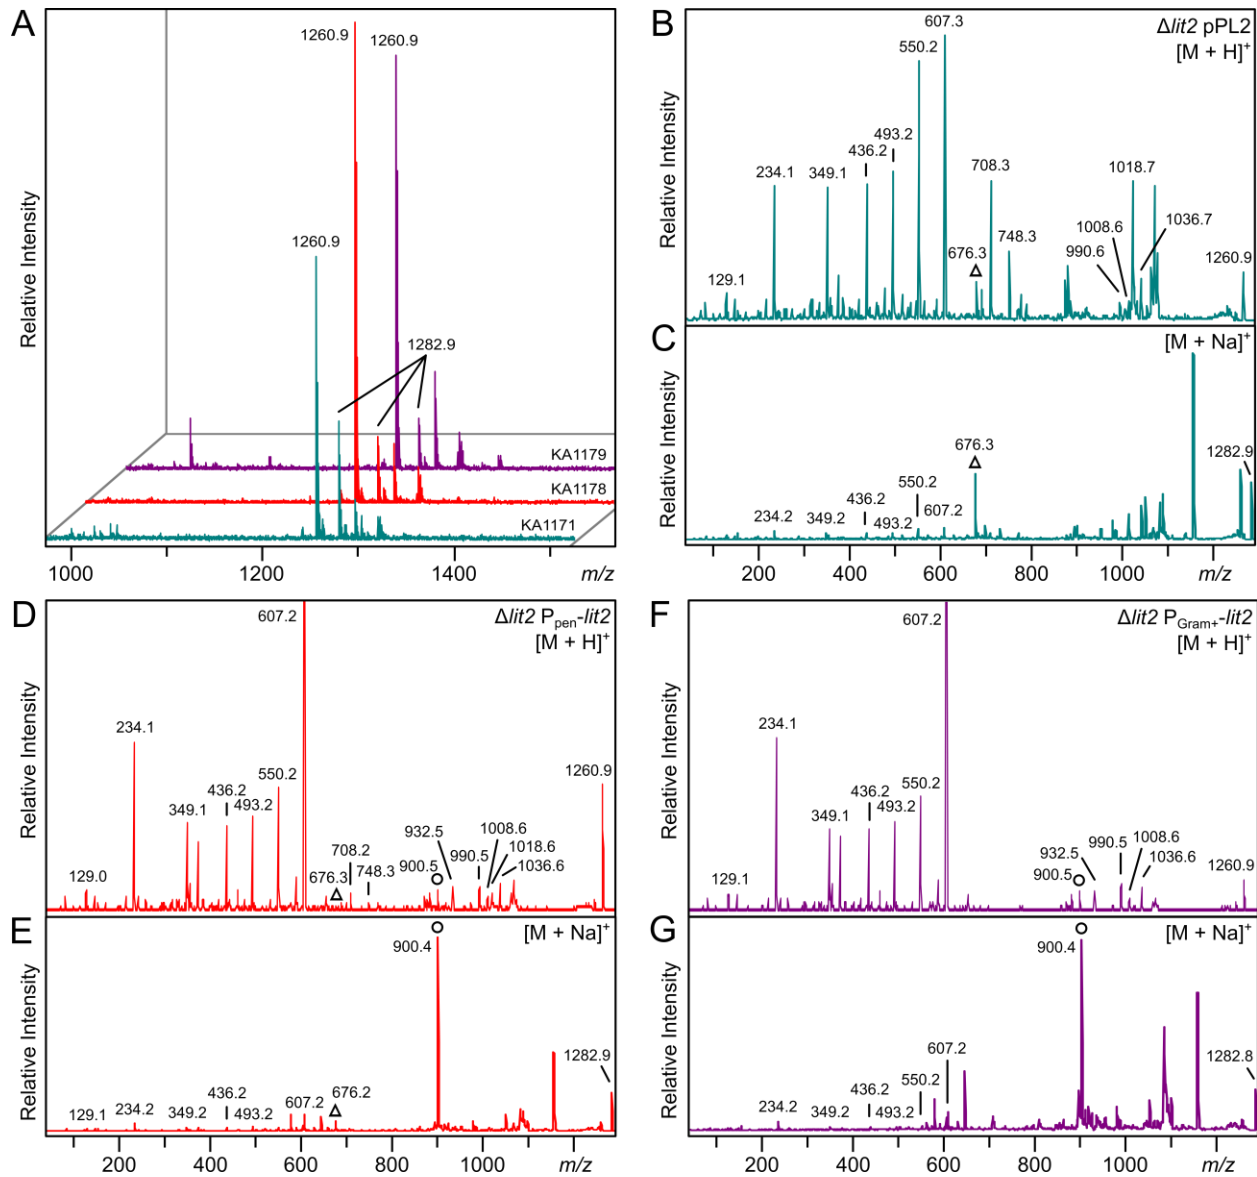 A
Relative Intensity
1260.9
1260.9
1260.9
1282.9
KA1179
KA1178
KA1171
1000
1200
1400
m/z
B
Δlit2 pPL2
[M + H]⁺
Relative Intensity
607.3
550.2
493.2
436.2
234.1
349.1
708.3
1018.7
1008.6
1036.7
990.6
748.3
676.3
Δ
129.1
1260.9
C
[M + Na]⁺
Relative Intensity
676.3
Δ
1282.9
550.2
436.2
607.2
234.2
349.2
493.2
200
400
600
800
1000
m/z
D
Δlit2 Ppen-lit2
[M + H]⁺
Relative Intensity
607.2
234.1
550.2
436.2
349.1
493.2
1260.9
932.5
1008.6
708.2
990.5
1018.6
900.5
1036.6
676.3
748.3
129.0
Δ
O
E
[M + Na]⁺
Relative Intensity
O
900.4
1282.9
436.2
607.2
676.2
Δ
129.1
234.2
349.2
493.2
200
400
600
800
1000
m/z
F
Δlit2 PGram+-lit2
[M + H]⁺
Relative Intensity
607.2
234.1
550.2
436.2
349.1
493.2
932.5
990.5
1008.6
900.5
1036.6
O
129.1
1260.9
G
[M + Na]⁺
Relative Intensity
O
900.4
607.2
1282.8
436.2
550.2
234.2
349.2
493.2
200
400
600
800
1000
m/z